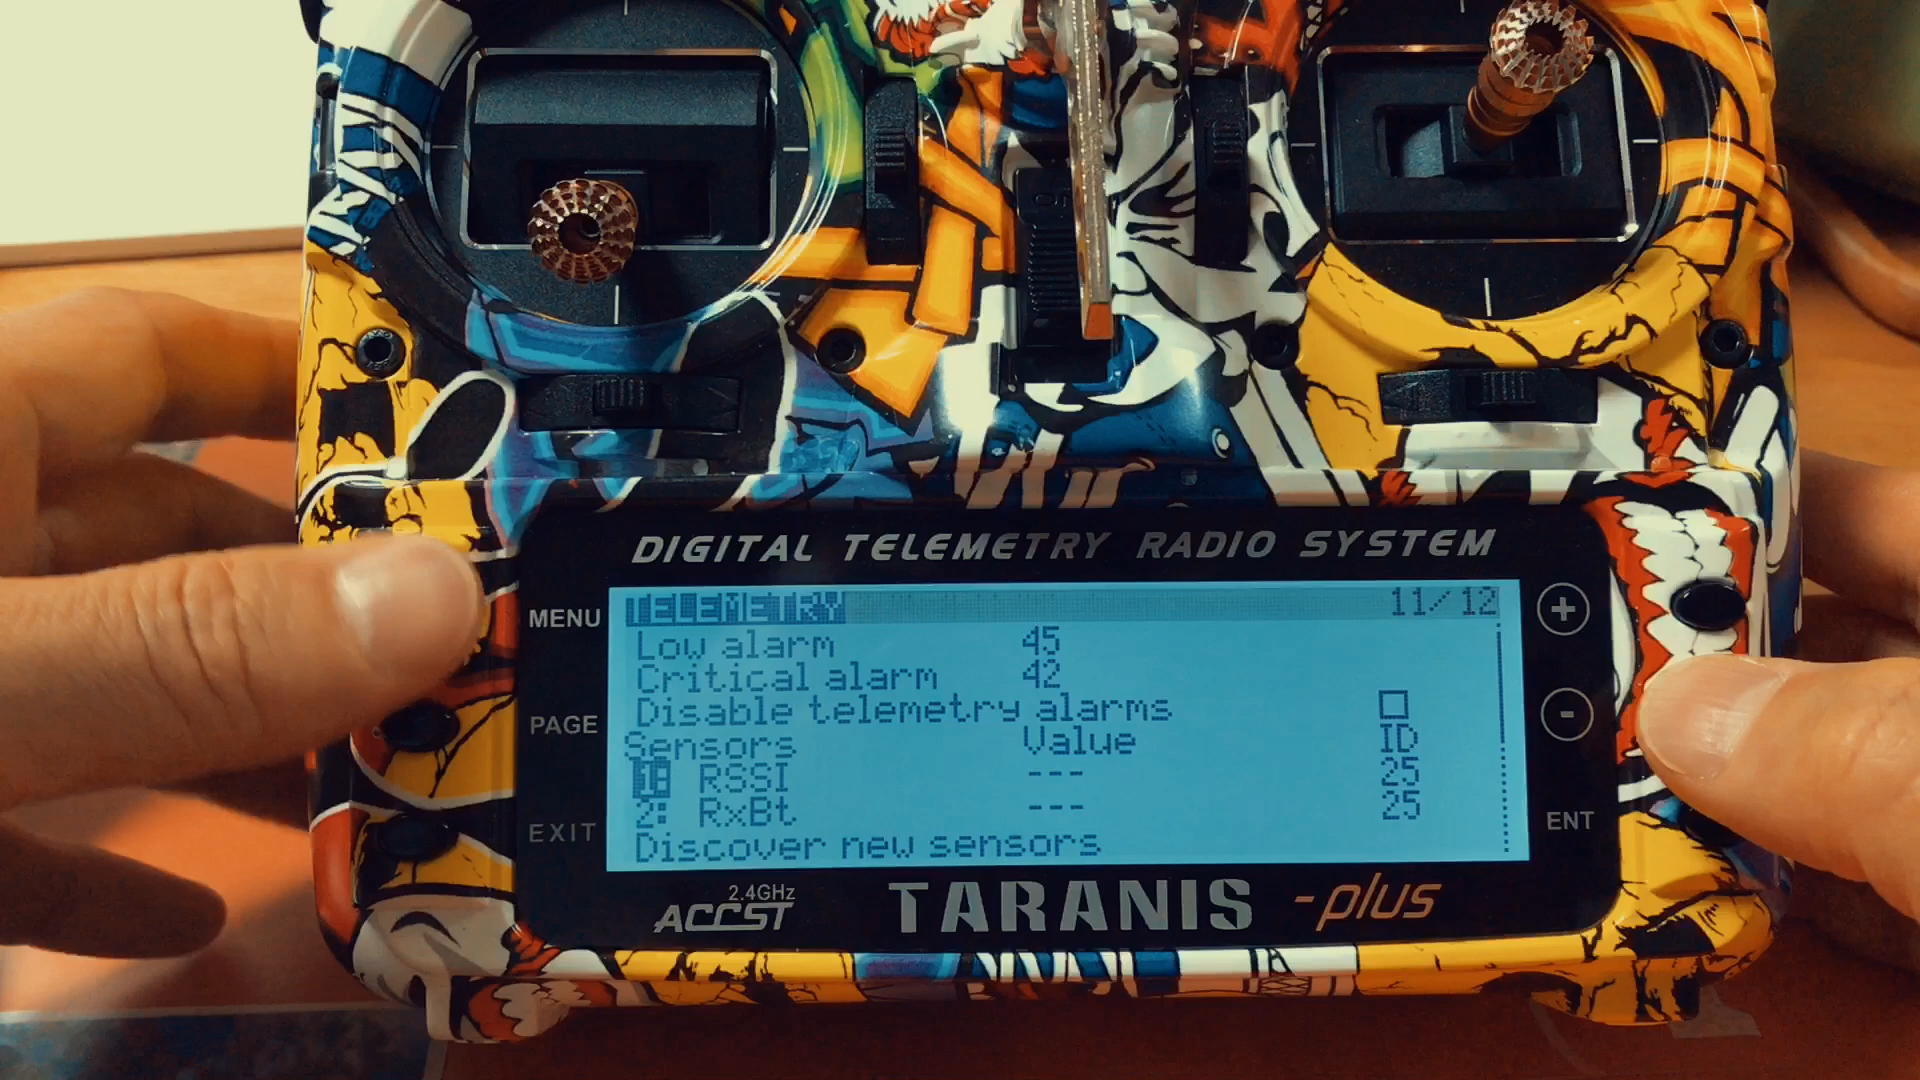 DIGITAL TELEMETRY RADIO SYSTEM
MENU
PAGE
EXIT
TELEMETRY 11/12
Low alarm 45
Critical alarm 42
Disable telemetry alarms
Sensors Value ID
1: RSSI --- 25
2: RxBt --- 25
Discover new sensors
+
-
ENT
2.4GHz
ACCST
TARANIS -plus